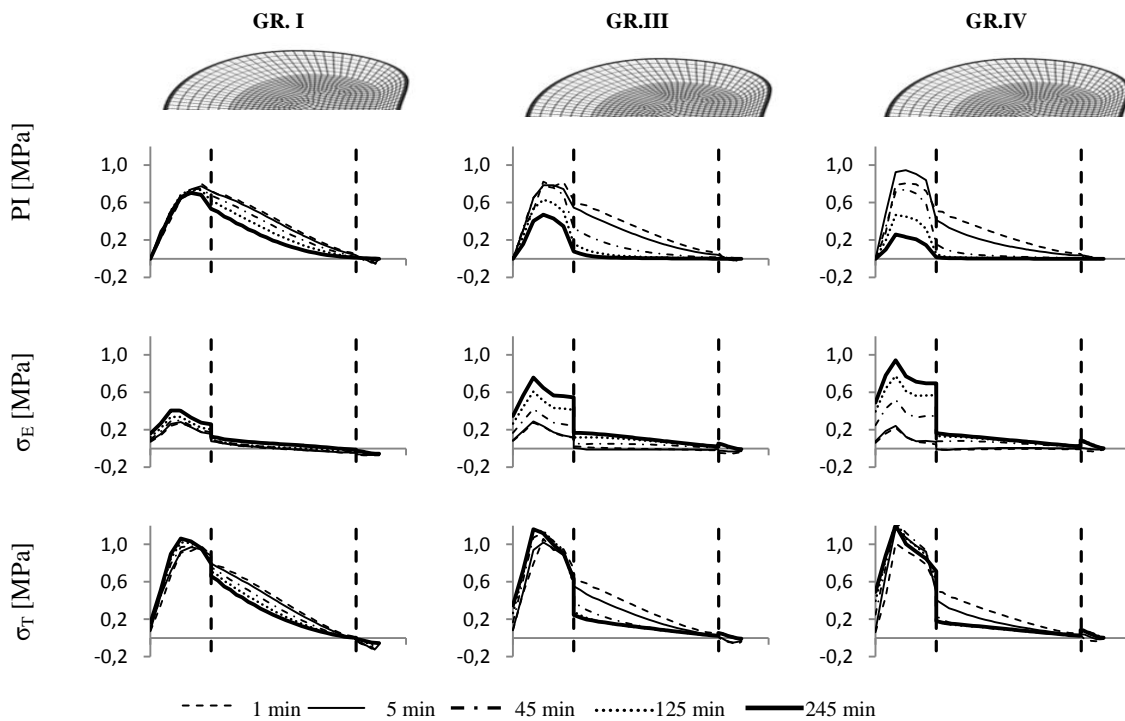 GR. I GR.III GR.IV
PI [MPa]
1,0 1,0 1,0
0,6 0,6 0,6
0,2 0,2 0,2
-0,2 -0,2 -0,2
σE [MPa]
1,0 1,0 1,0
0,6 0,6 0,6
0,2 0,2 0,2
-0,2 -0,2 -0,2
σT [MPa]
1,0 1,0 1,0
0,6 0,6 0,6
0,2 0,2 0,2
-0,2 -0,2 -0,2
1 min 5 min 45 min 125 min 245 min